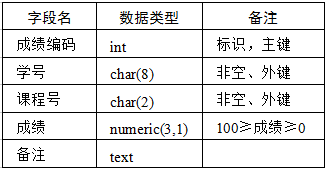 字段名 数据类型 备注
成绩编码 int 标识，主键
学号 char(8) 非空、外键
课程号 char(2) 非空、外键
成绩 numeric(3,1) 100≥成绩≥0
备注 text